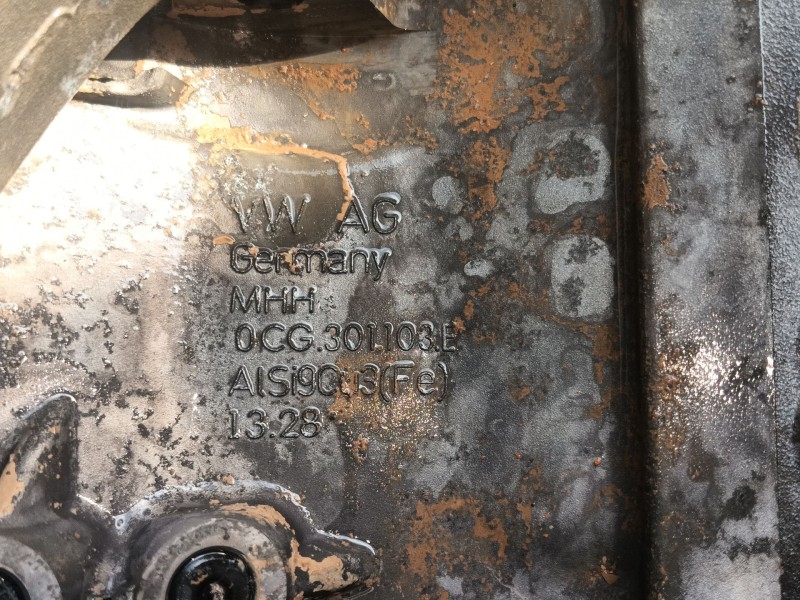 VW AG
Germany
MHH
0CG.301.103.E
AlSi9Cu3(Fe)
13.28